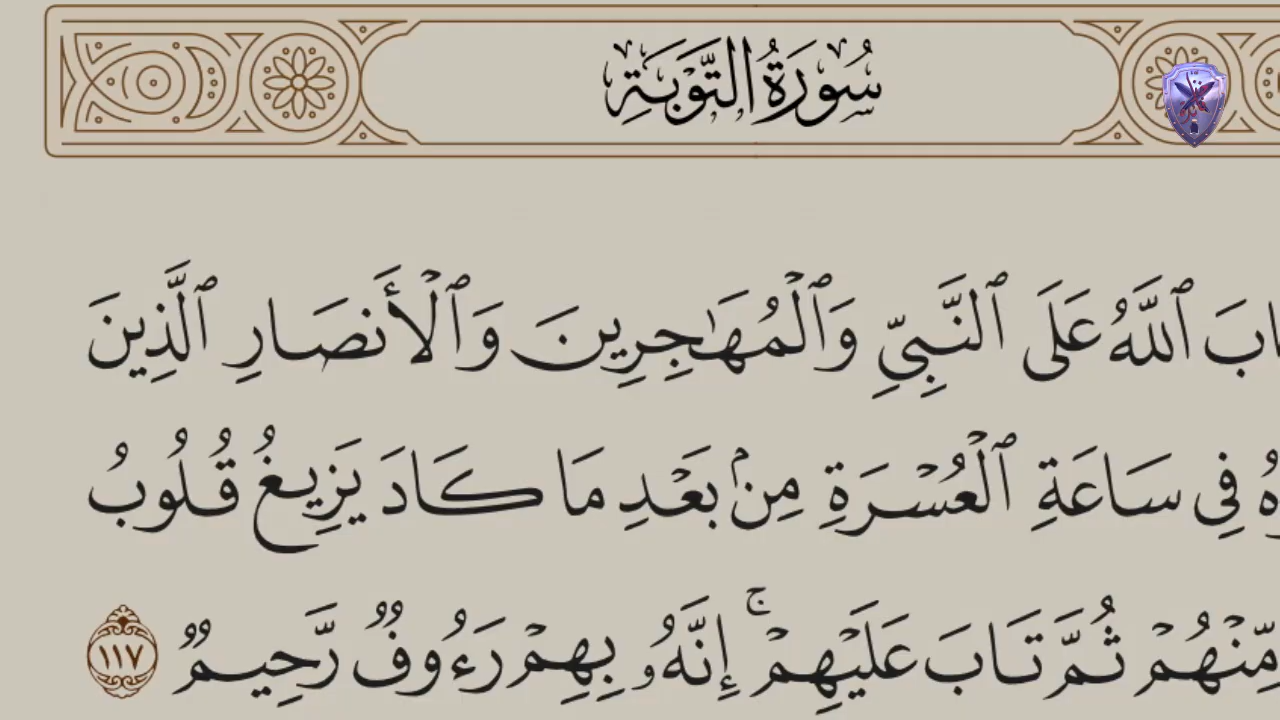 سُورَةُ التَّوْبَةِ
ٱللَّهُ عَلَى ٱلنَّبِيِّ وَٱلْمُهَٰجِرِينَ وَٱلْأَنصَارِ ٱلَّذِينَ
فِى سَاعَةِ ٱلْعُسْرَةِ مِنۢ بَعْدِ مَا كَادَ يَزِيغُ قُلُوبُ
مِّنْهُمْ ثُمَّ تَابَ عَلَيْهِمْ ۚ إِنَّهُۥ بِهِمْ رَءُوفٌ رَّحِيمٌ ١١٧